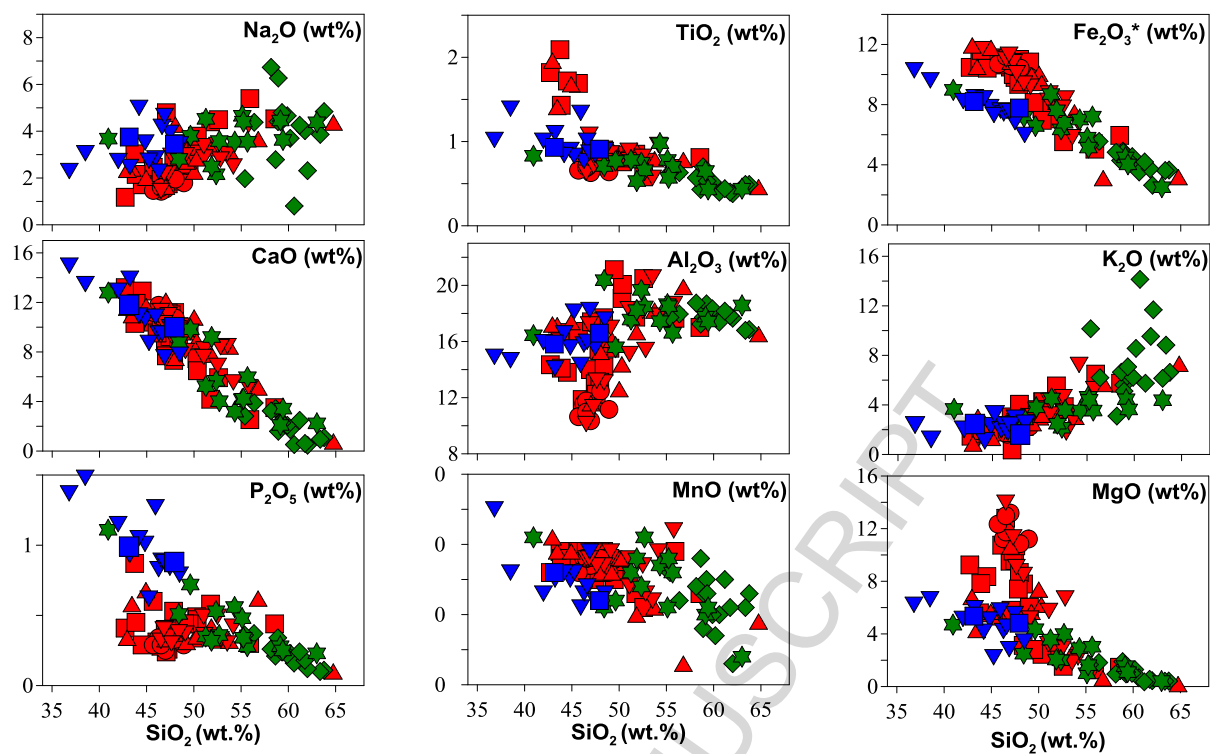 Na₂O (wt%)
8
6
4
2
0
TiO₂ (wt%)
2
1
0
Fe₂O₃* (wt%)
12
8
4
0
CaO (wt%)
16
12
8
4
0
Al₂O₃ (wt%)
20
16
12
8
K₂O (wt%)
16
12
8
4
0
P₂O₅ (wt%)
1
0
MnO (wt%)
0
0
0
0
MgO (wt%)
16
12
8
4
0
35 40 45 50 55 60 65
SiO₂ (wt.%)
35 40 45 50 55 60 65
SiO₂ (wt.%)
35 40 45 50 55 60 65
SiO₂ (wt.%)
NUSCRIPT